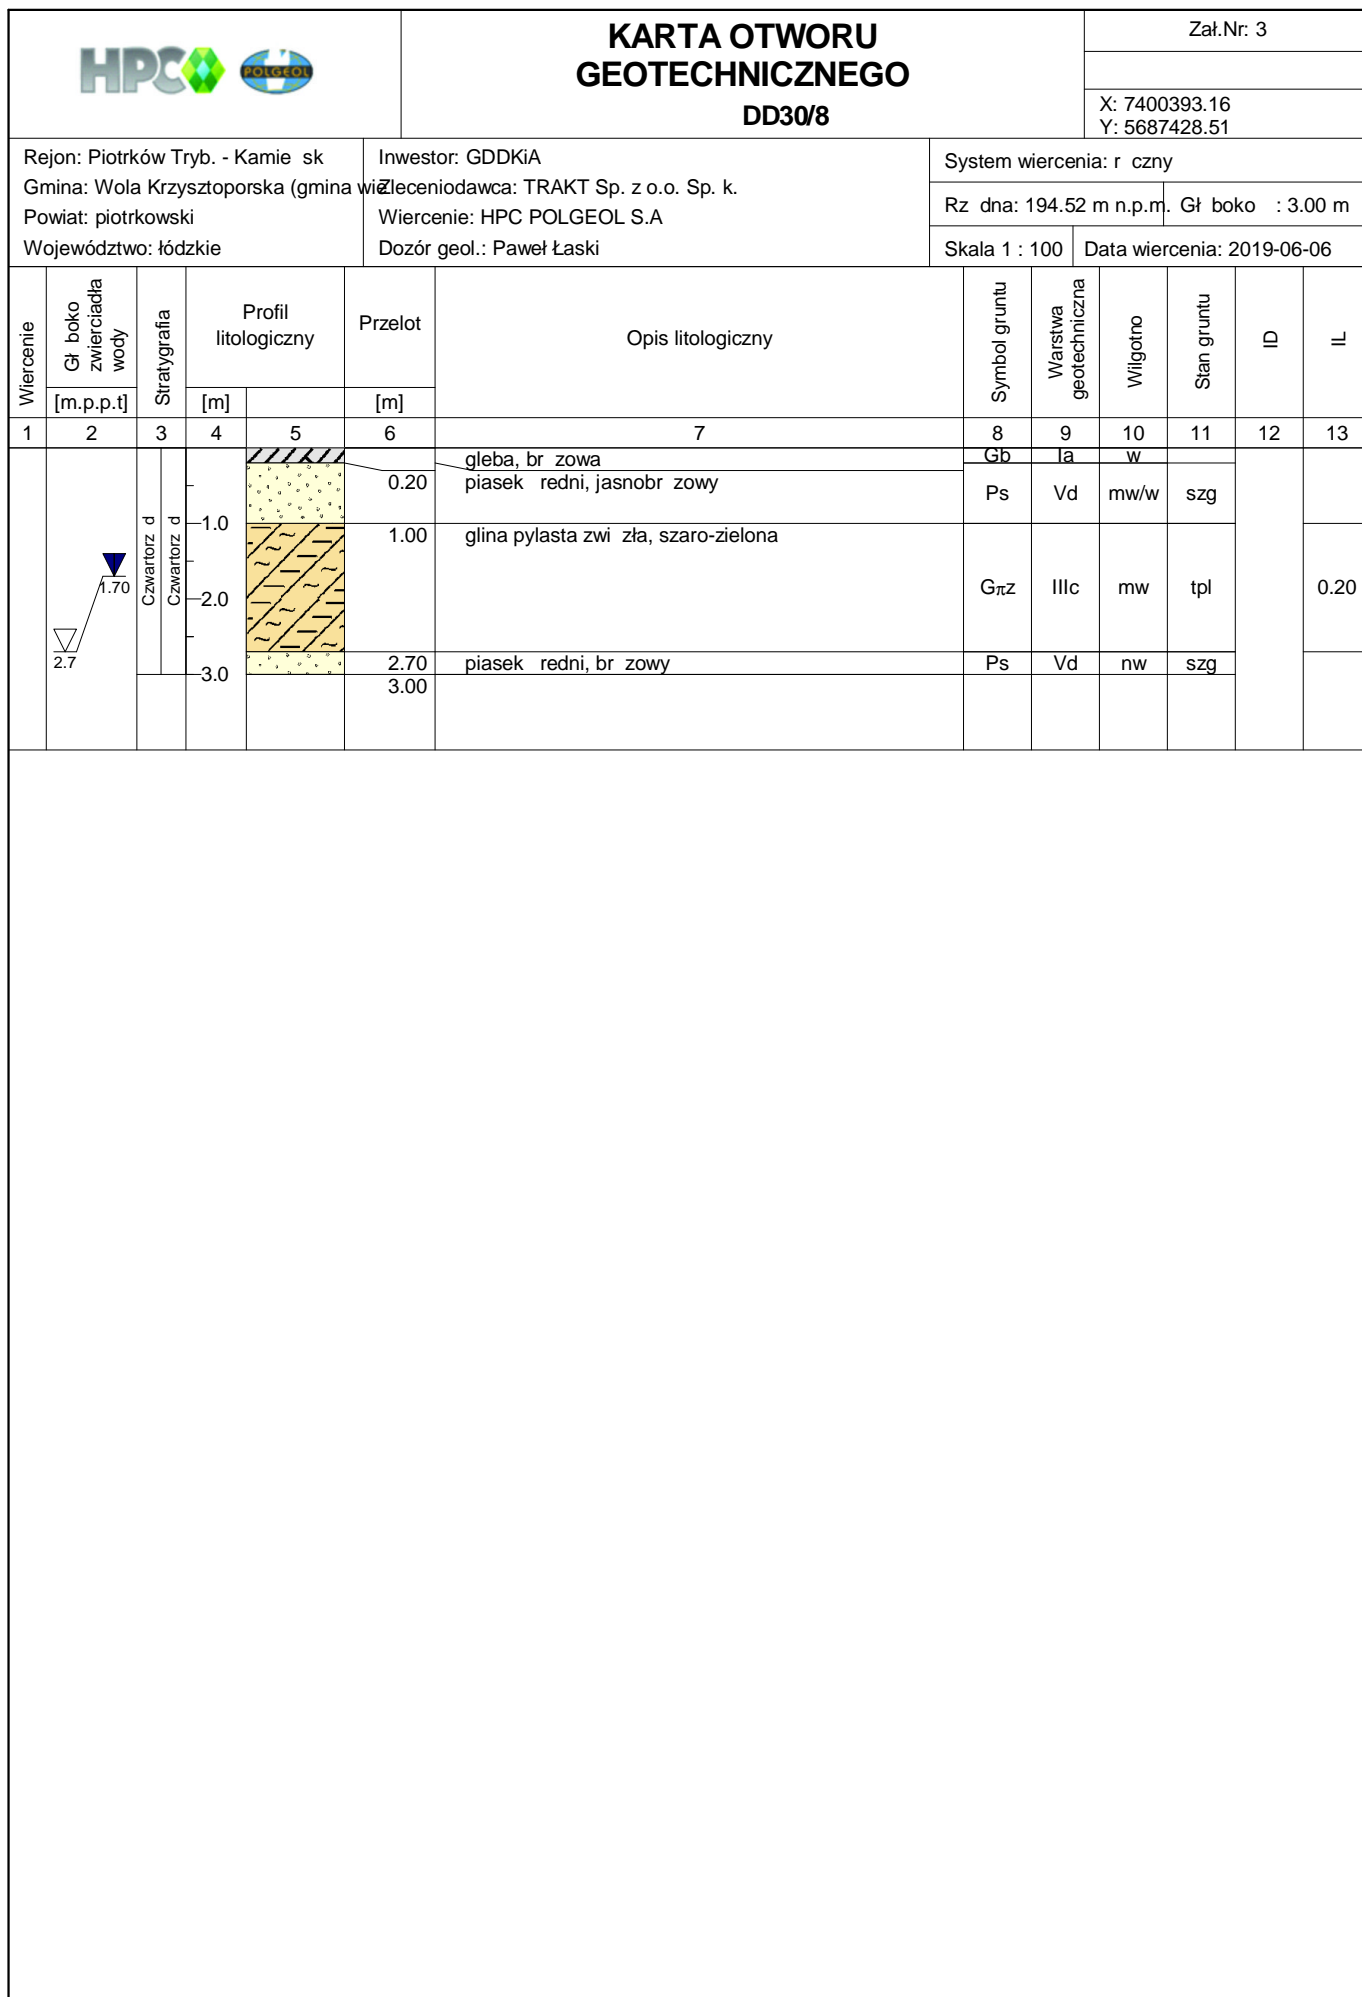 HPC POLGEOL
KARTA OTWORU
GEOTECHNICZNEGO
DD30/8
Zał.Nr: 3
X: 7400393.16
Y: 5687428.51
Rejon: Piotrków Tryb. - Kamie sk
Gmina: Wola Krzysztoporska (gmina wie
Powiat: piotrkowski
Województwo: łódzkie
Inwestor: GDDKiA
Zleceniodawca: TRAKT Sp. z o.o. Sp. k.
Wiercenie: HPC POLGEOL S.A
Dozór geol.: Paweł Łaski
System wiercenia: r czny
Rz dna: 194.52 m n.p.m. Gł boko : 3.00 m
Skala 1 : 100 Data wiercenia: 2019-06-06
Wiercenie
Gł boko
zwierciadła
wody
[m.p.p.t]
Stratygrafia
Profil
litologiczny
[m]
Przelot
[m]
Opis litologiczny
Symbol gruntu
Warstwa
geotechniczna
Wilgotno
Stan gruntu
ID
IL
1 2 3 4 5 6 7 8 9 10 11 12 13
gleba, br zowa Gb Ia w
0.20 piasek redni, jasnobr zowy Ps Vd mw/w szg
1.0
1.00 glina pylasta zwi zła, szaro-zielona
Czwartorz d
Czwartorz d
1.70
2.0
Gπz IIIc mw tpl 0.20
2.7
2.70 piasek redni, br zowy Ps Vd nw szg
3.0
3.00